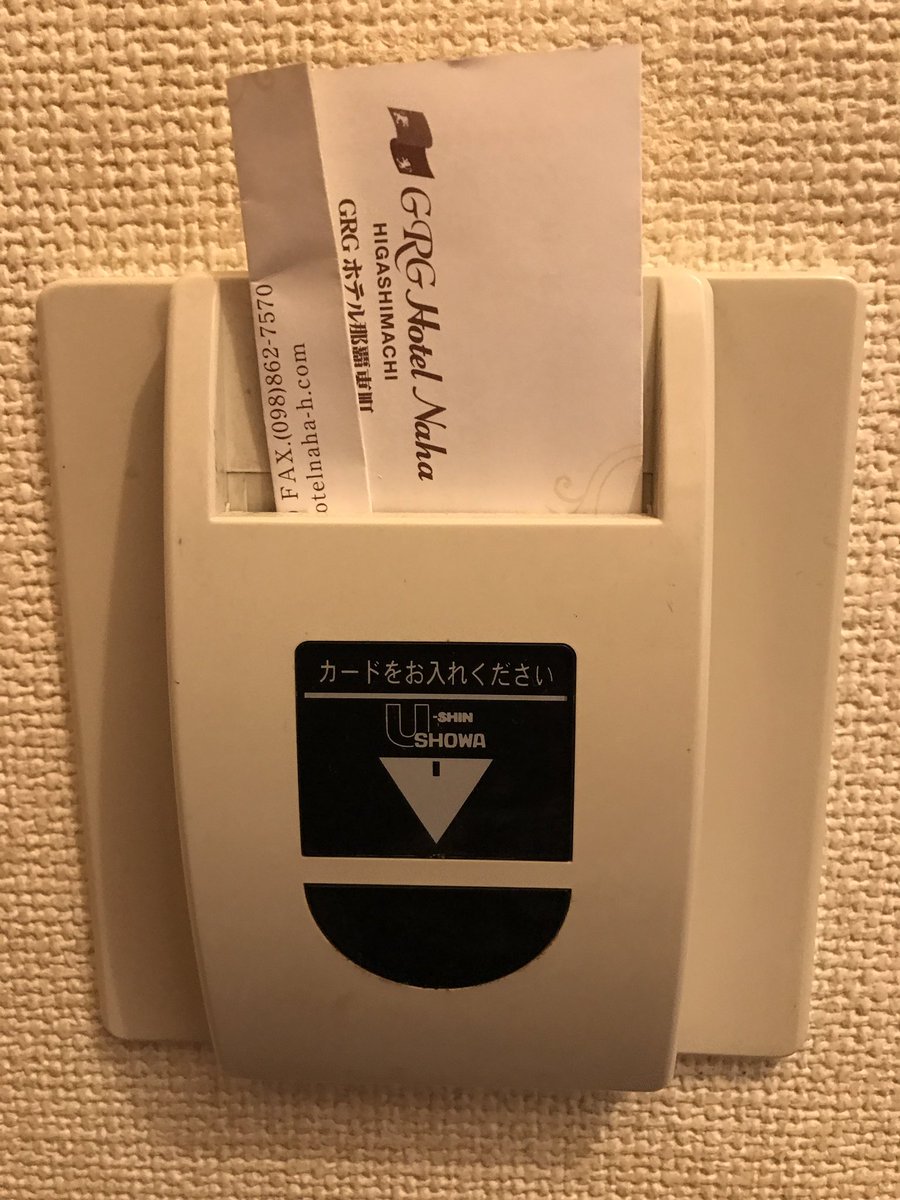 GRG Hotel Naha
HIGASHIMACHI
GRG ホテル那覇東町
FAX.(098)862-7570
otelnaha-h.com
カードをお入れください
U-SHIN
SHOWA